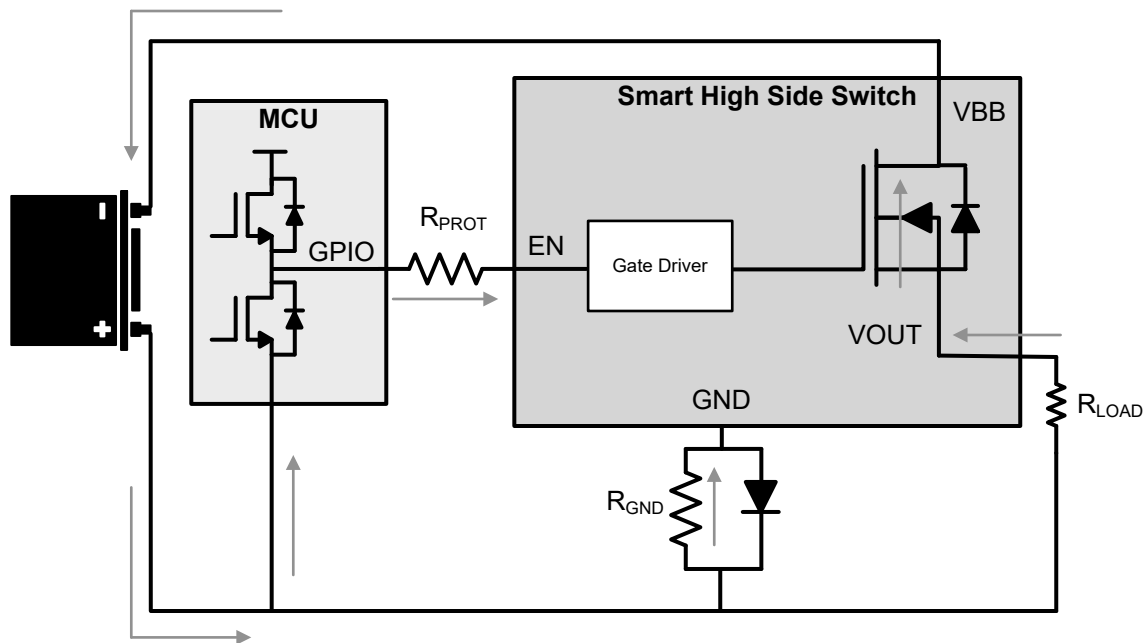 Smart High Side Switch
MCU
VBB
-
GPIO
RPROT
EN
Gate Driver
+
VOUT
GND
RLOAD
RGND